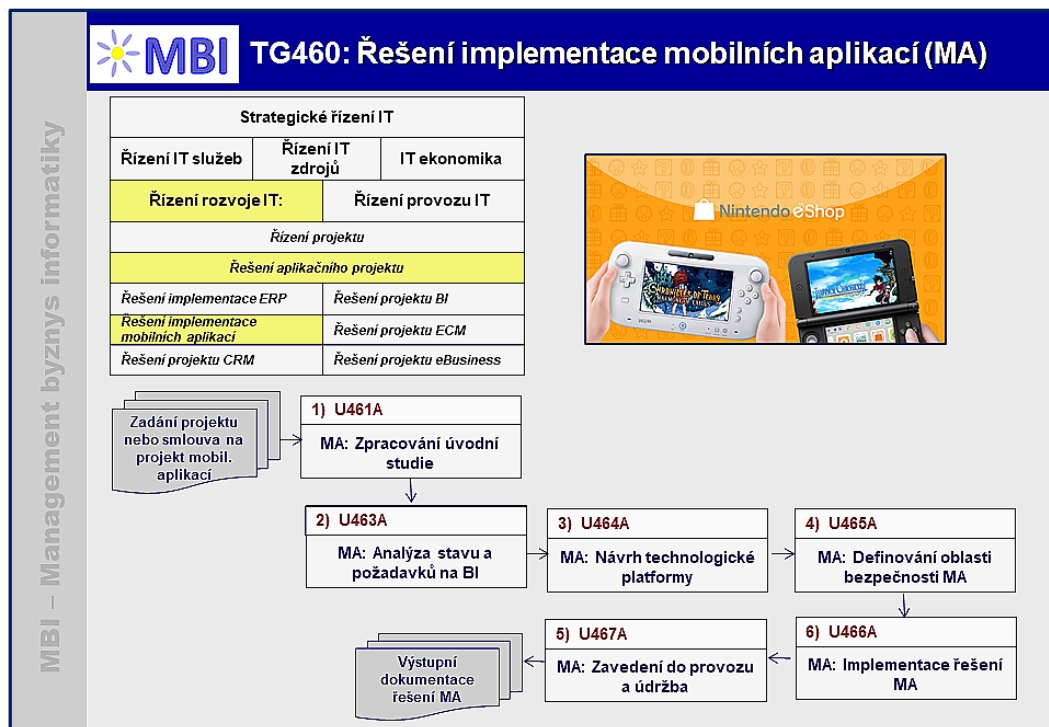 MBI
TG460: Řešení implementace mobilních aplikací (MA)
MBI – Management byznys informatiky
Strategické řízení IT
Řízení IT služeb
Řízení IT
zdrojů
IT ekonomika
Řízení rozvoje IT:
Řízení provozu IT
Řízení projektu
Řešení aplikačního projektu
Řešení implementace ERP
Řešení projektu BI
Řešení implementace
mobilních aplikací
Řešení projektu ECM
Řešení projektu CRM
Řešení projektu eBusiness
Nintendo eShop
Chronicles of Teddy
Wii U
Zadání projektu
nebo smlouva na
projekt mobil.
aplikací
1) U461A
MA: Zpracování úvodní
studie
2) U463A
MA: Analýza stavu a
požadavků na BI
3) U464A
MA: Návrh technologické
platformy
4) U465A
MA: Definování oblasti
bezpečnosti MA
5) U467A
MA: Zavedení do provozu
a údržba
6) U466A
MA: Implementace řešení
MA
Výstupní
dokumentace
řešení MA